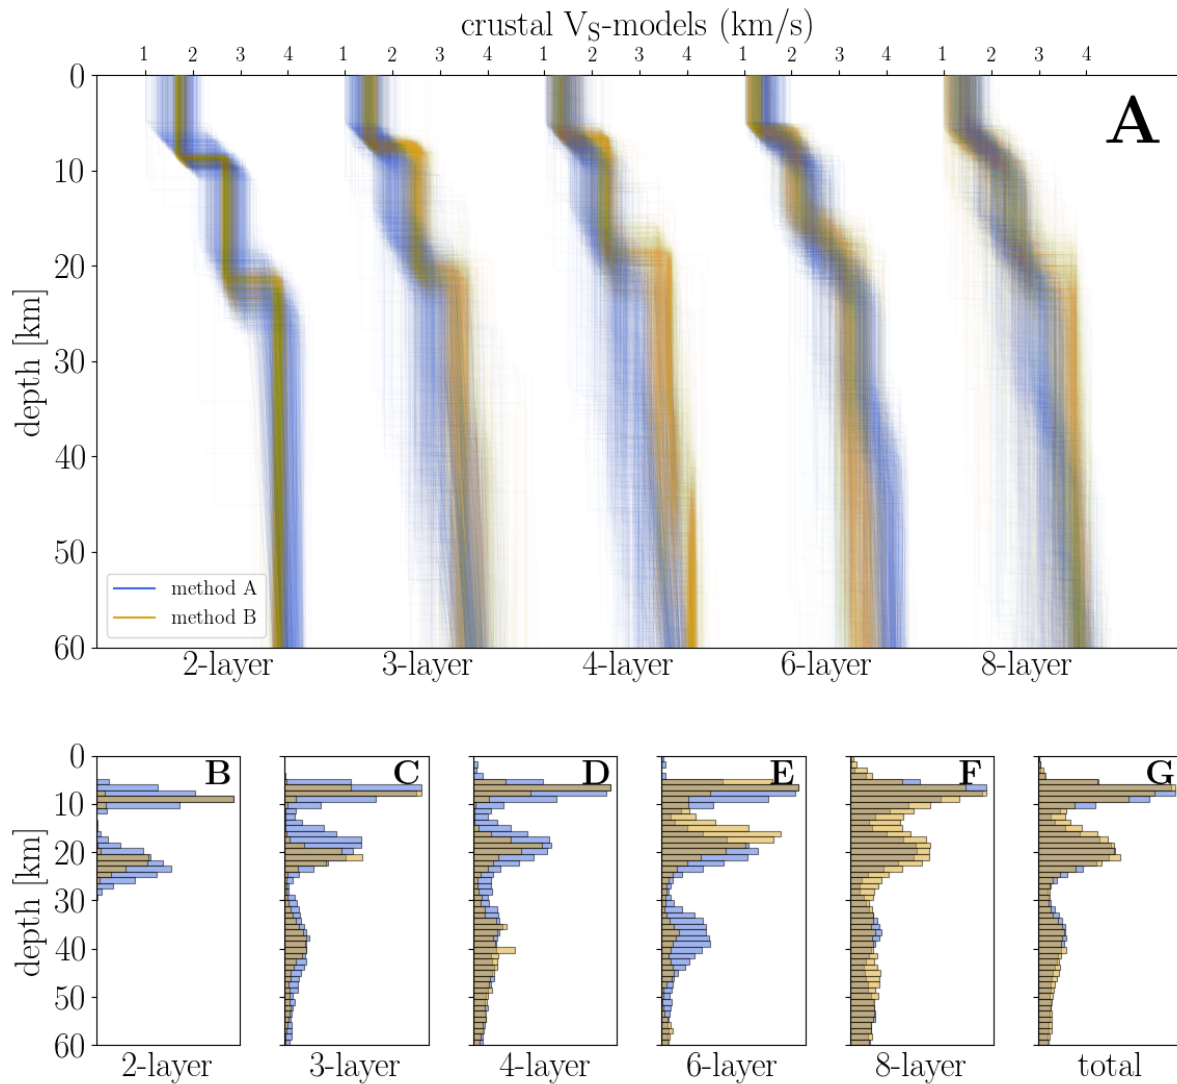 crustal VS-models (km/s)
1 2 3 4 1 2 3 4 1 2 3 4 1 2 3 4 1 2 3 4
A
0
10
20
30
40
50
60
depth [km]
method A
method B
2-layer 3-layer 4-layer 6-layer 8-layer
B C D E F G
0
10
20
30
40
50
60
depth [km]
2-layer 3-layer 4-layer 6-layer 8-layer total